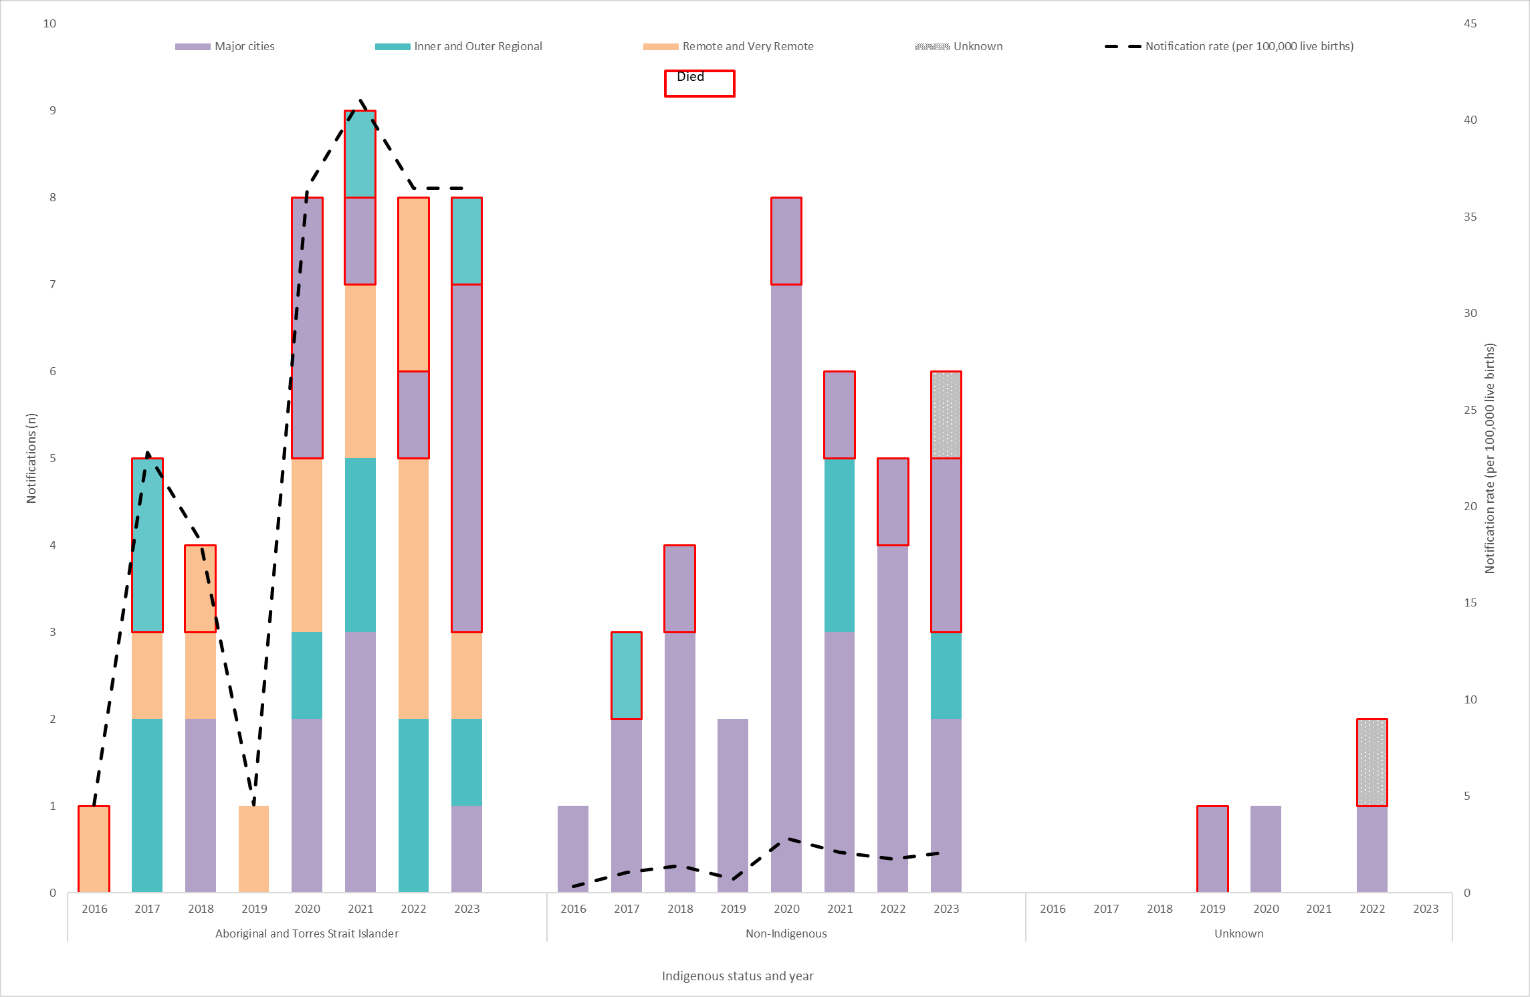 10
45
Major cities
Inner and Outer Regional
Remote and Very Remote
Unknown
Notification rate (per 100,000 live births)
Died
9
8
7
6
5
4
3
2
1
0
40
35
30
25
20
15
10
5
0
Notifications (n)
Notification rate (per 100,000 live births)
2016 2017 2018 2019 2020 2021 2022 2023 2016 2017 2018 2019 2020 2021 2022 2023 2016 2017 2018 2019 2020 2021 2022 2023
Aboriginal and Torres Strait Islander
Non-Indigenous
Unknown
Indigenous status and year